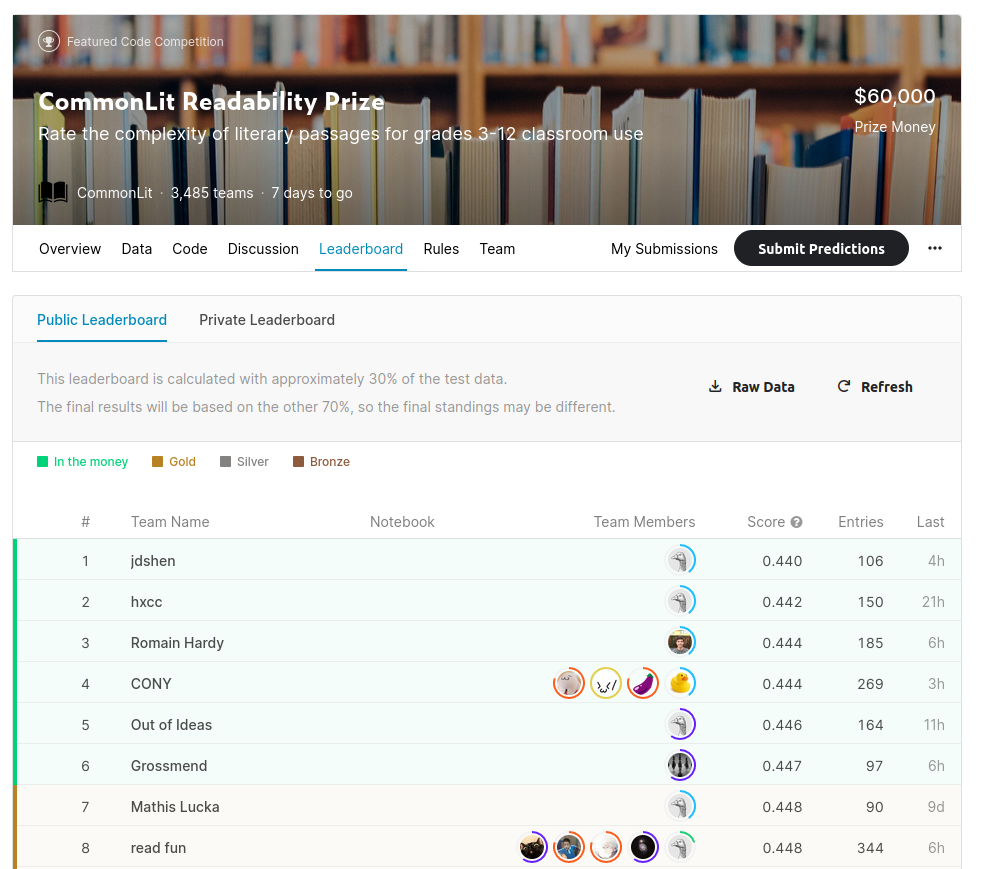 Featured Code Competition
CommonLit Readability Prize
$60,000
Rate the complexity of literary passages for grades 3-12 classroom use
Prize Money
CommonLit · 3,485 teams · 7 days to go
Overview Data Code Discussion Leaderboard Rules Team My Submissions Submit Predictions ...
Public Leaderboard Private Leaderboard
This leaderboard is calculated with approximately 30% of the test data.
The final results will be based on the other 70%, so the final standings may be different.
Raw Data Refresh
In the money Gold Silver Bronze
# Team Name Notebook Team Members Score ? Entries Last
1 jdshen 0.440 106 4h
2 hxcc 0.442 150 21h
3 Romain Hardy 0.444 185 6h
4 CONY 0.444 269 3h
5 Out of Ideas 0.446 164 11h
6 Grossmend 0.447 97 6h
7 Mathis Lucka 0.448 90 9d
8 read fun 0.448 344 6h